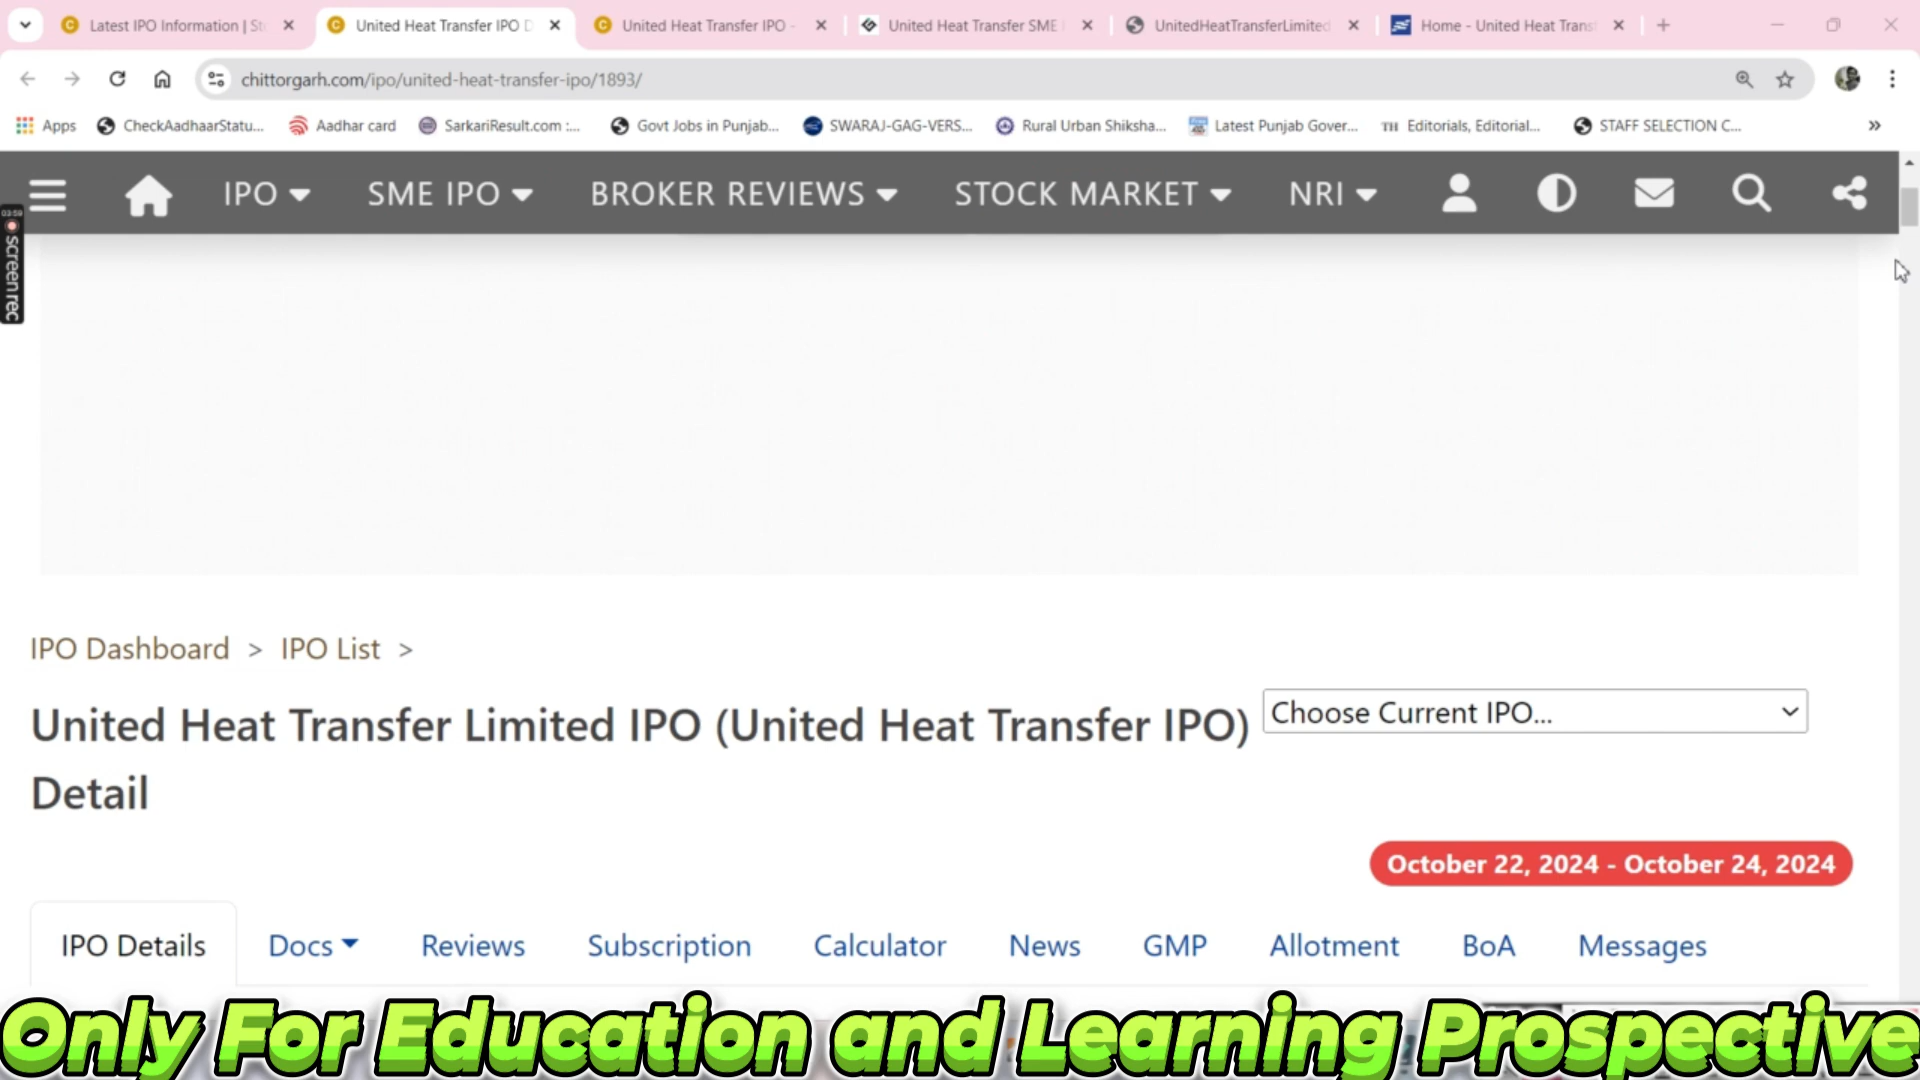 Latest IPO Information | St
United Heat Transfer IPO D
United Heat Transfer IPO -
United Heat Transfer SME
UnitedHeatTransferLimited
Home - United Heat Trans
chittorgarh.com/ipo/united-heat-transfer-ipo/1893/
Apps
CheckAadhaarStatu...
Aadhar card
SarkariResult.com :...
Govt Jobs in Punjab...
SWARAJ-GAG-VERS...
Rural Urban Shiksha...
Latest Punjab Gover...
TH Editorials, Editorial...
STAFF SELECTION C...
IPO
SME IPO
BROKER REVIEWS
STOCK MARKET
NRI
03:59
screenrec
IPO Dashboard > IPO List >
United Heat Transfer Limited IPO (United Heat Transfer IPO)
Detail
Choose Current IPO...
October 22, 2024 - October 24, 2024
IPO Details
Docs
Reviews
Subscription
Calculator
News
GMP
Allotment
BoA
Messages
Only For Education and Learning Prospective